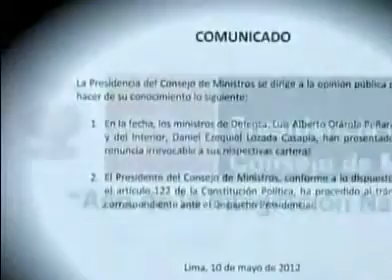 COMUNICADO
La Presidencia del Consejo de Ministros se dirige a la opinión pública
hacer de su conocimiento lo siguiente:
1. En la fecha, los ministros de Defensa, Luis Alberto Otárola Peñar
y del Interior, Daniel Ezequiel Lozada Casapia, han presentado
renuncia irrevocable a sus respectivas carteras
2. El Presidente del Consejo de Ministros, conforme a lo dispuesto
el artículo 122 de la Constitución Política, ha procedido al trám
correspondiente ante el Despacho Presidencial.
Lima, 10 de mayo de 2012